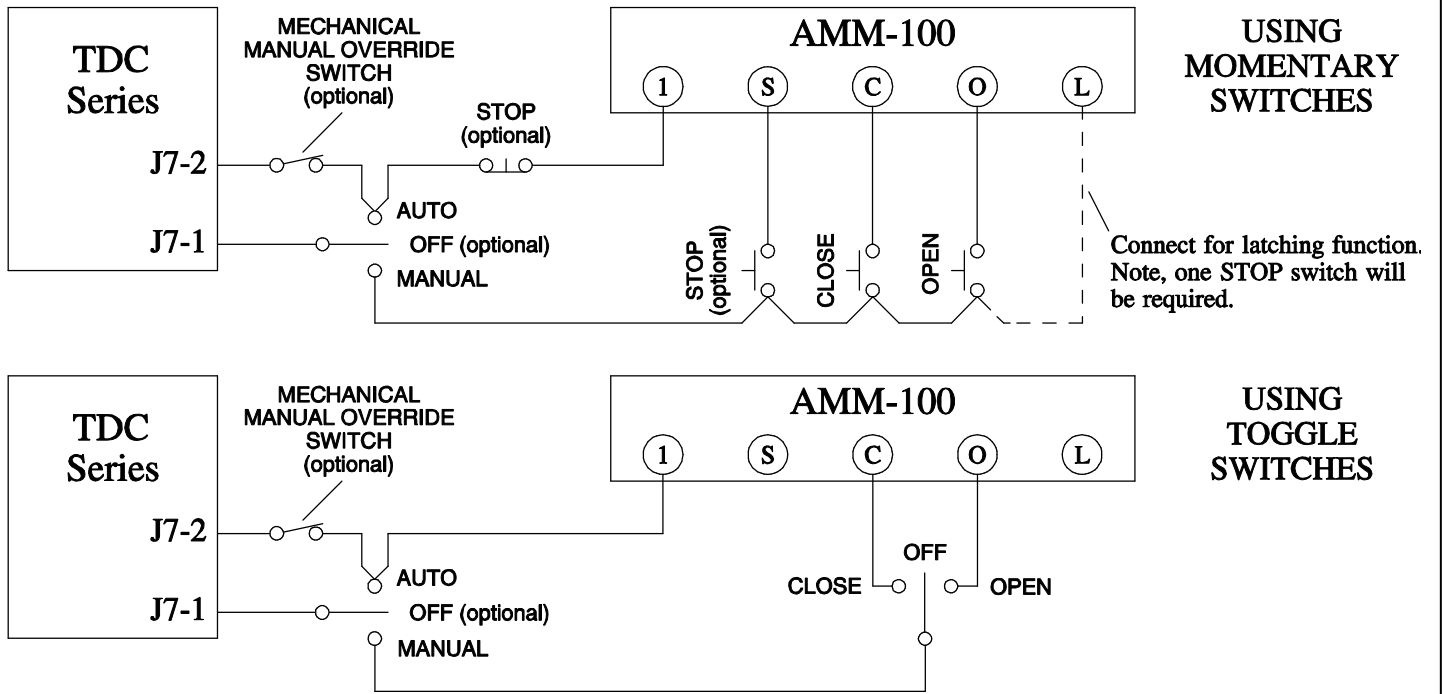 TDC
Series
J7-2
J7-1
MECHANICAL
MANUAL OVERRIDE
SWITCH
(optional)
STOP
(optional)
AUTO
OFF (optional)
MANUAL
AMM-100
1 S C O L
STOP
(optional)
CLOSE
OPEN
USING
MOMENTARY
SWITCHES
Connect for latching function.
Note, one STOP switch will
be required.
TDC
Series
J7-2
J7-1
MECHANICAL
MANUAL OVERRIDE
SWITCH
(optional)
AUTO
OFF (optional)
MANUAL
AMM-100
1 S C O L
OFF
CLOSE OPEN
USING
TOGGLE
SWITCHES